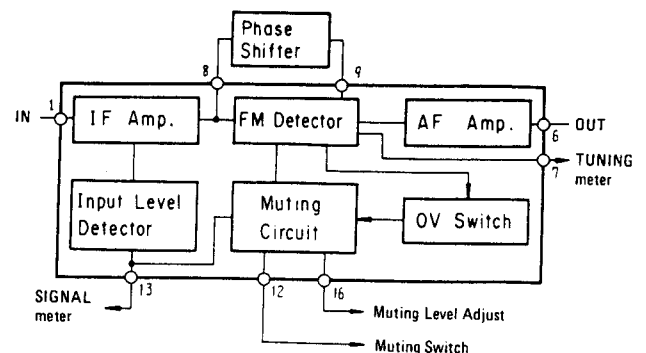 Phase
Shifter
8
9
IN
1
IF Amp.
FM Detector
AF Amp.
6
OUT
7
TUNING
meter
Input Level
Detector
Muting
Circuit
OV Switch
13
12
16
SIGNAL
meter
Muting Level Adjust
Muting Switch